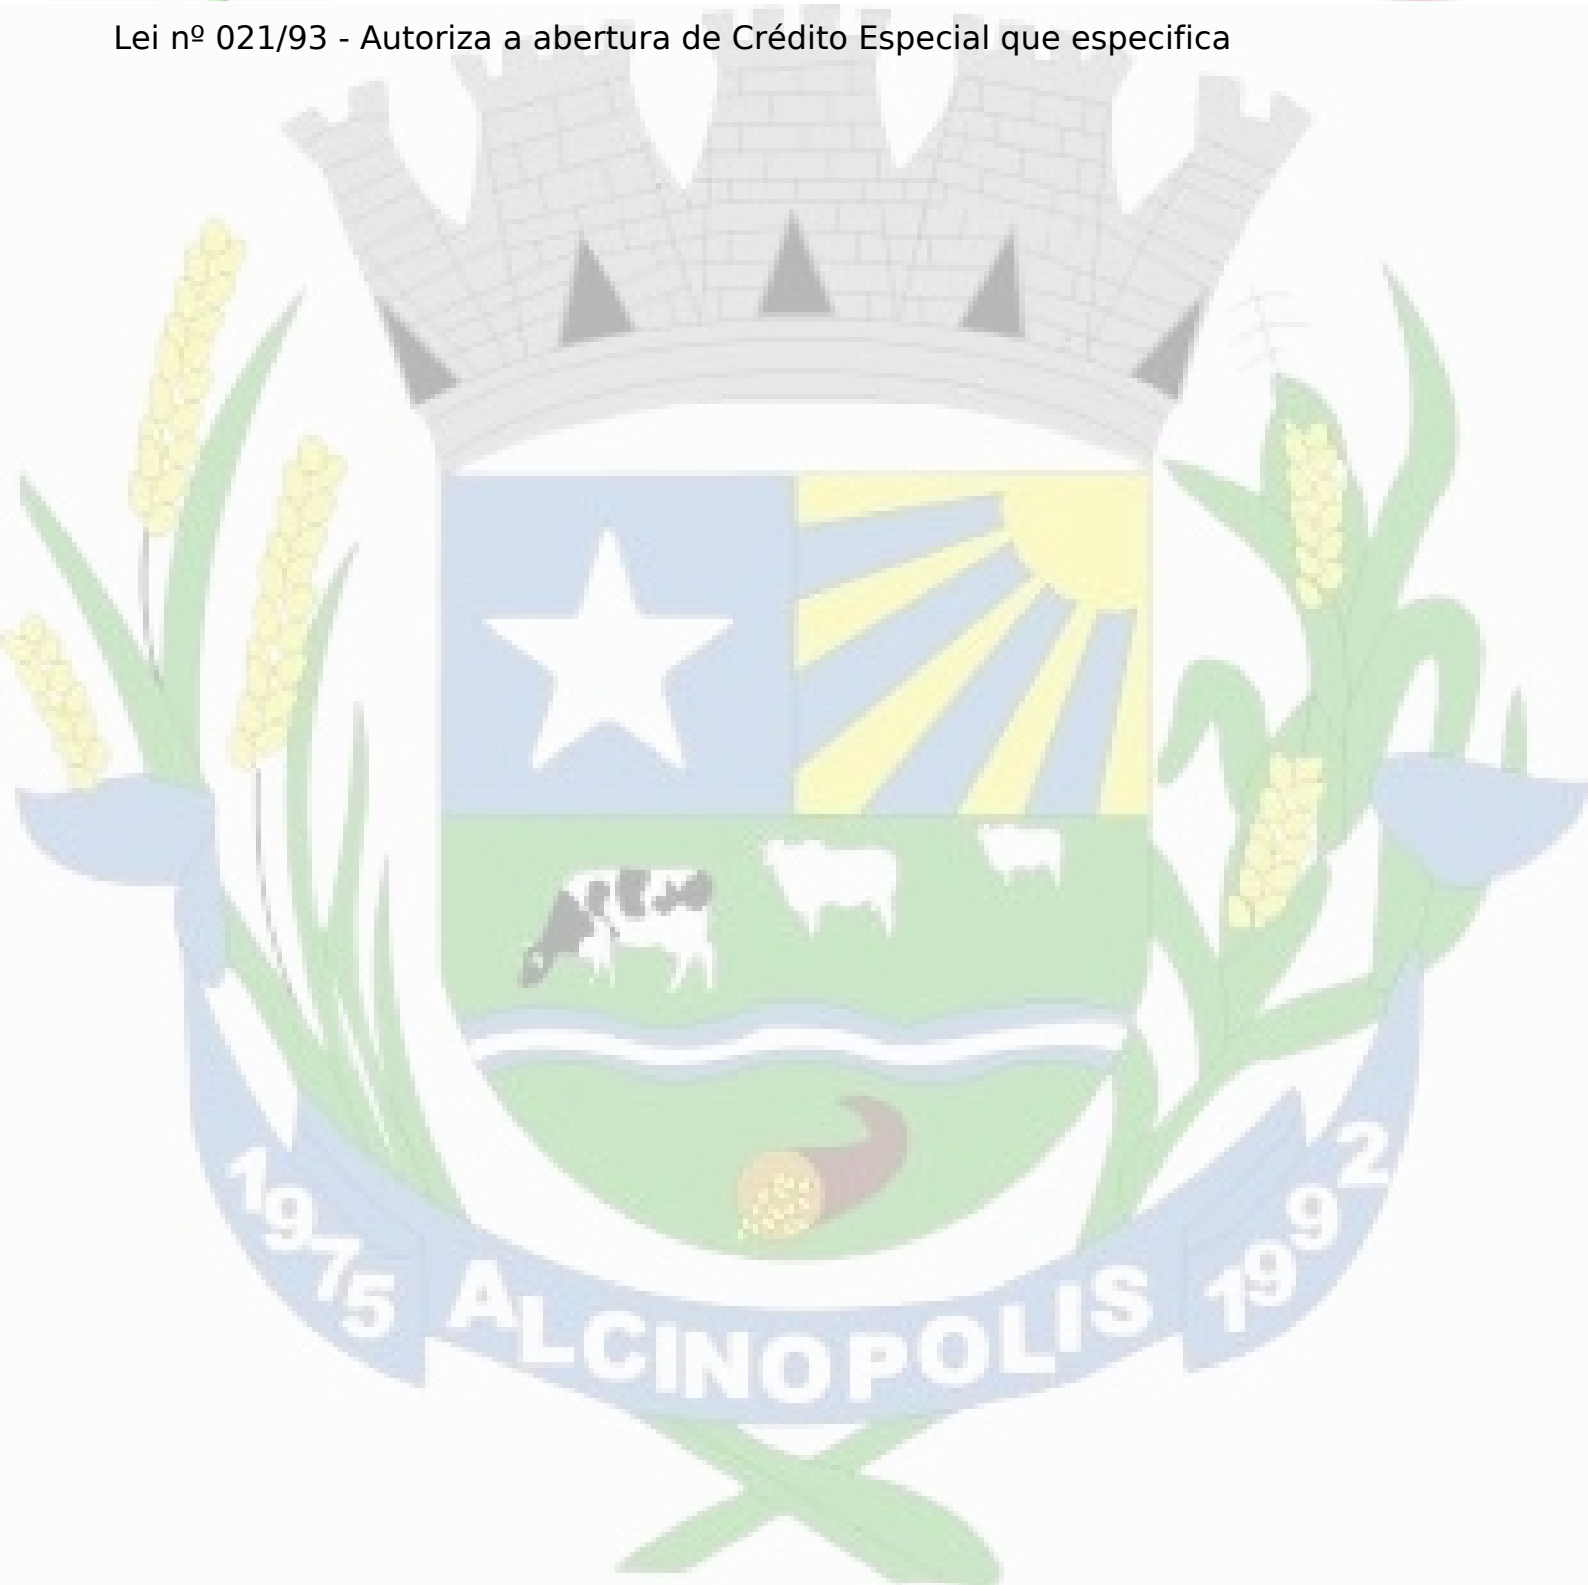 Lei nº 021/93 - Autoriza a abertura de Crédito Especial que especifica
1975 ALCINOPOLIS 1992